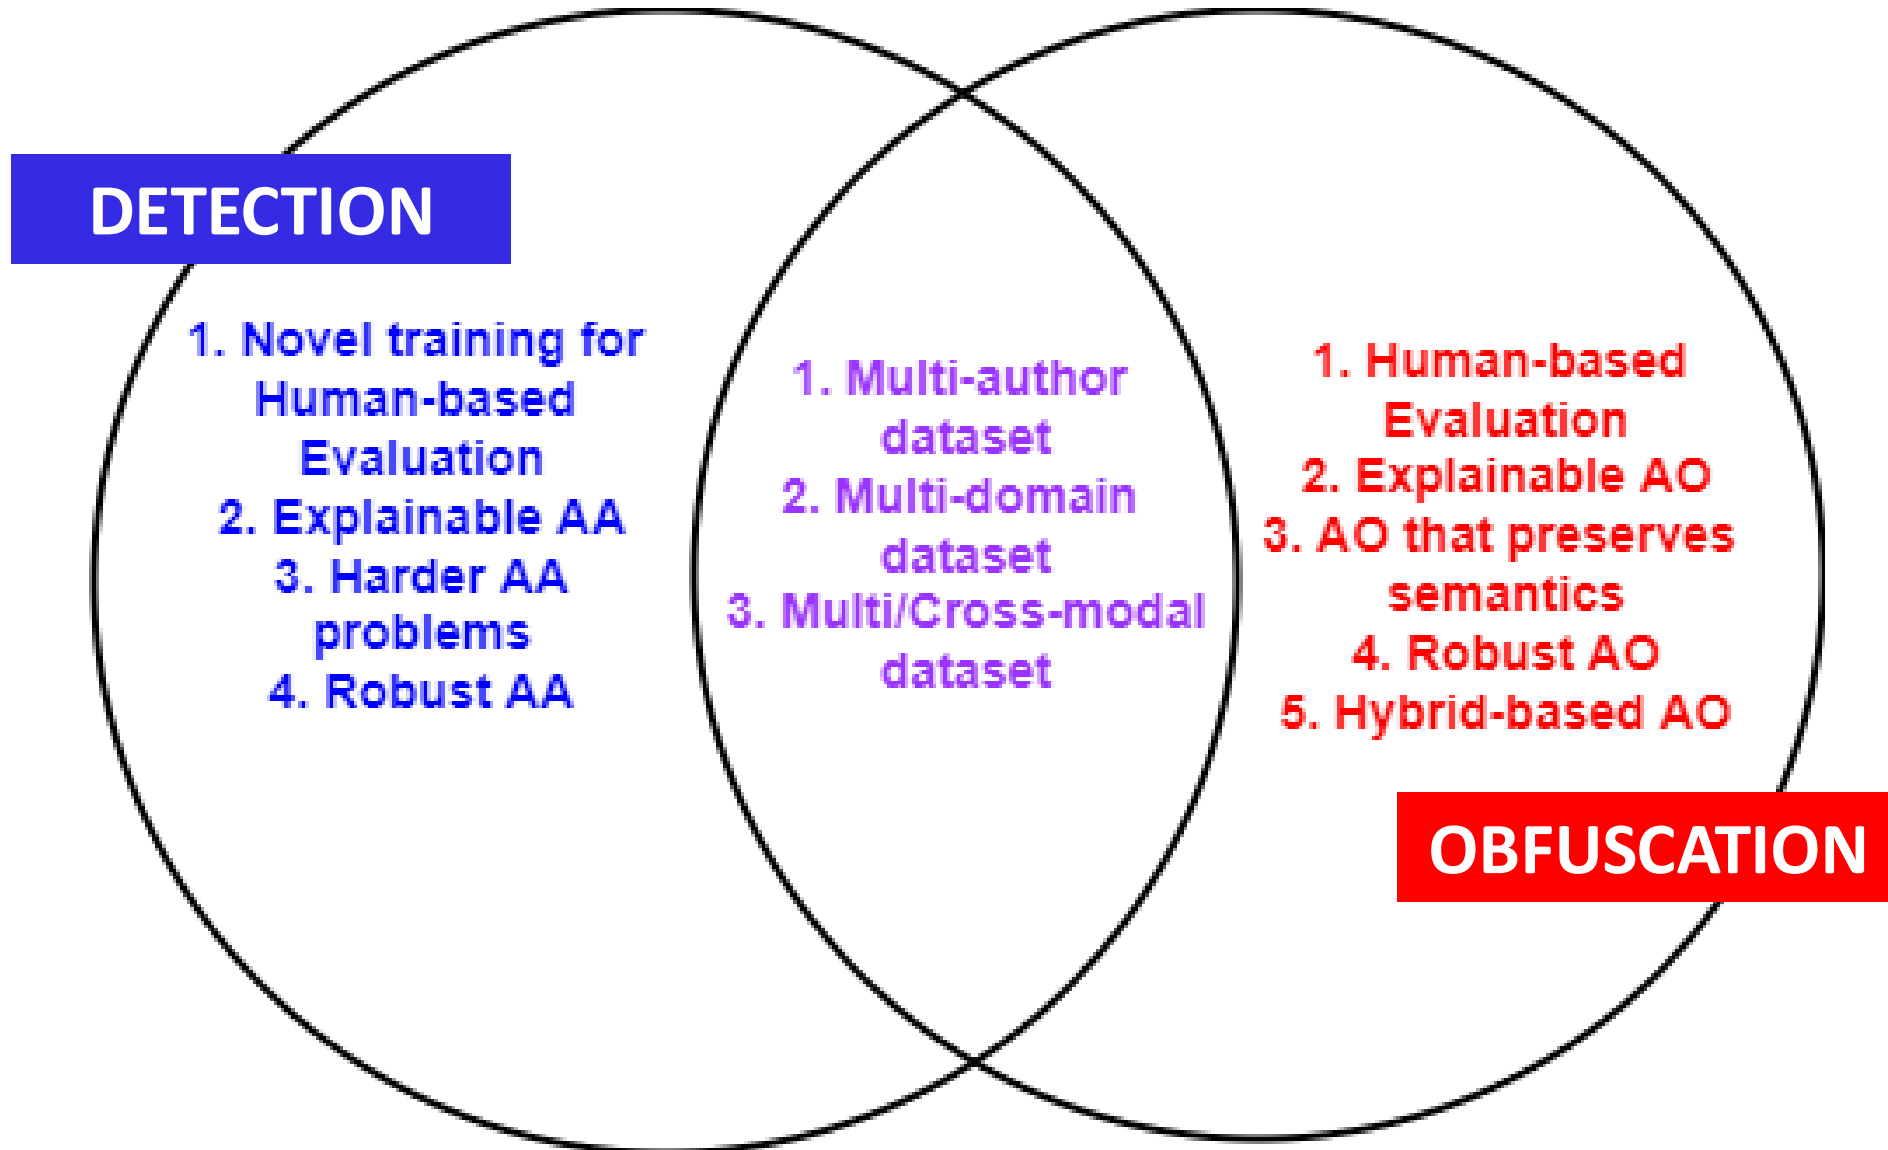 DETECTION
1. Novel training for
Human-based
Evaluation
2. Explainable AA
3. Harder AA
problems
4. Robust AA
1. Multi-author
dataset
2. Multi-domain
dataset
3. Multi/Cross-modal
dataset
1. Human-based
Evaluation
2. Explainable AO
3. AO that preserves
semantics
4. Robust AO
5. Hybrid-based AO
OBFUSCATION